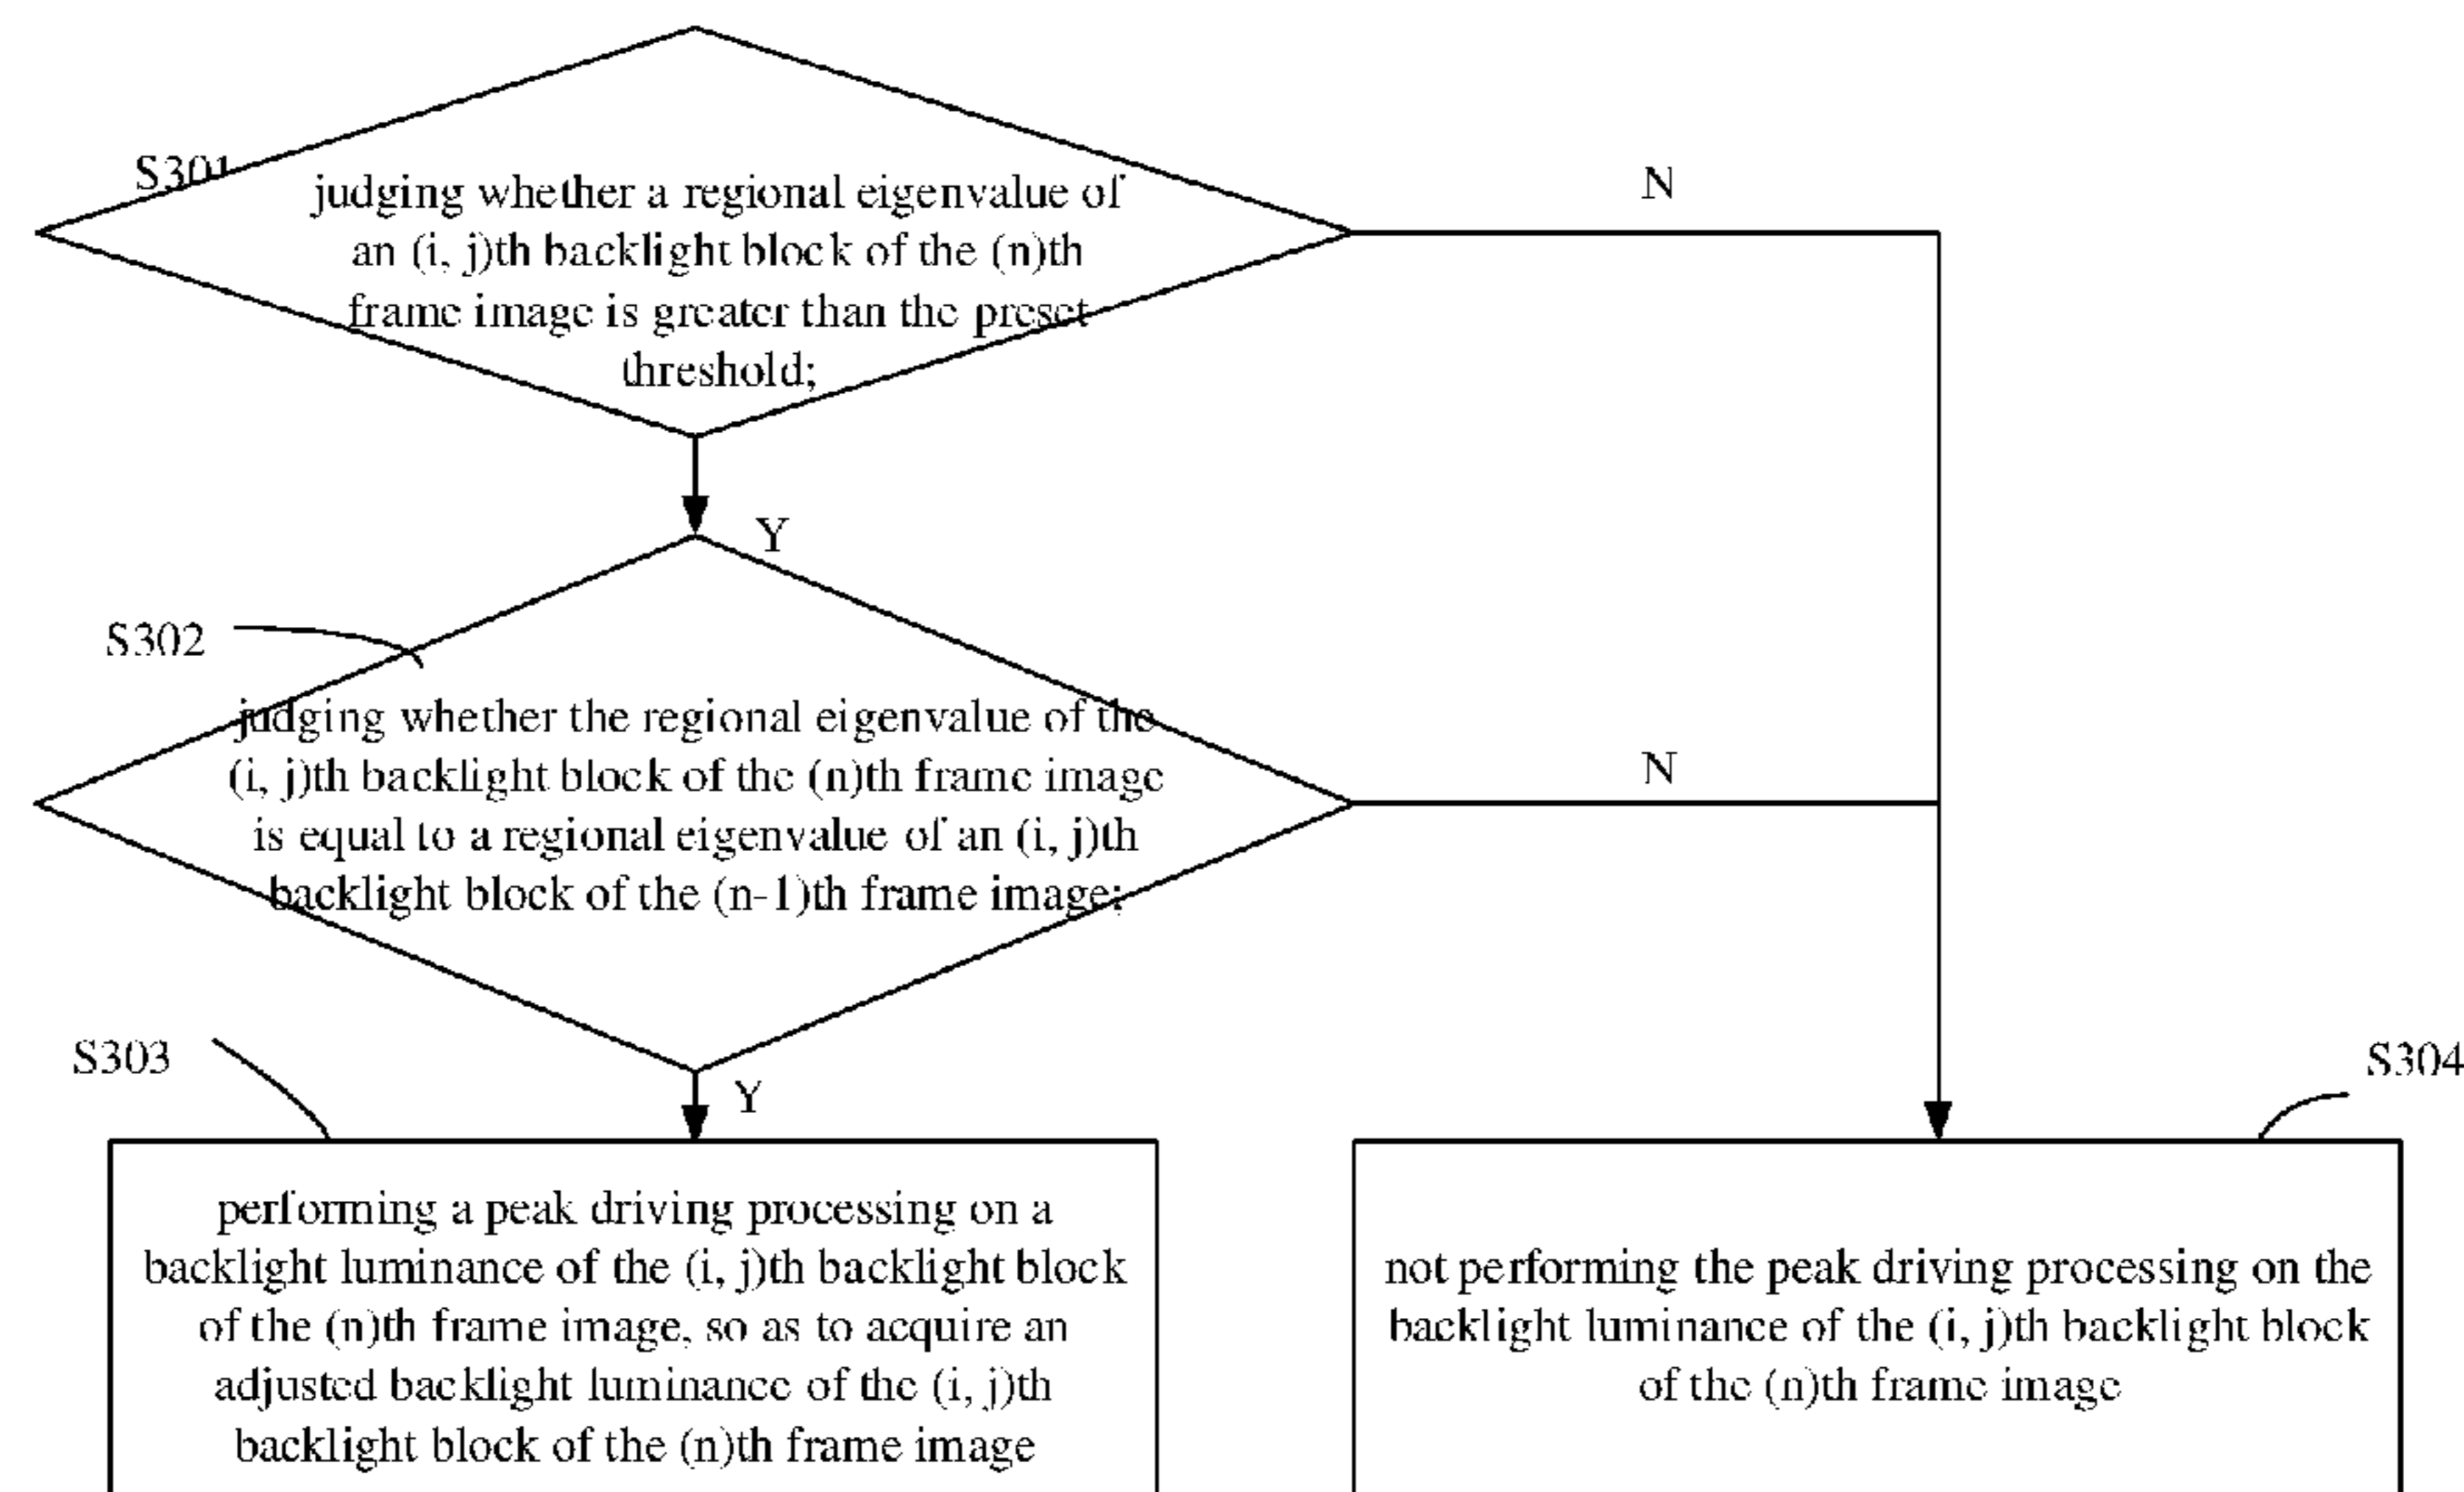 S301
judging whether a regional eigenvalue of
an (i, j)th backlight block of the (n)th
frame image is greater than the preset
threshold;
N
Y
S302
judging whether the regional eigenvalue of the
(i, j)th backlight block of the (n)th frame image
is equal to a regional eigenvalue of an (i, j)th
backlight block of the (n-1)th frame image;
N
Y
S303
performing a peak driving processing on a
backlight luminance of the (i, j)th backlight block
of the (n)th frame image, so as to acquire an
adjusted backlight luminance of the (i, j)th
backlight block of the (n)th frame image
S304
not performing the peak driving processing on the
backlight luminance of the (i, j)th backlight block
of the (n)th frame image